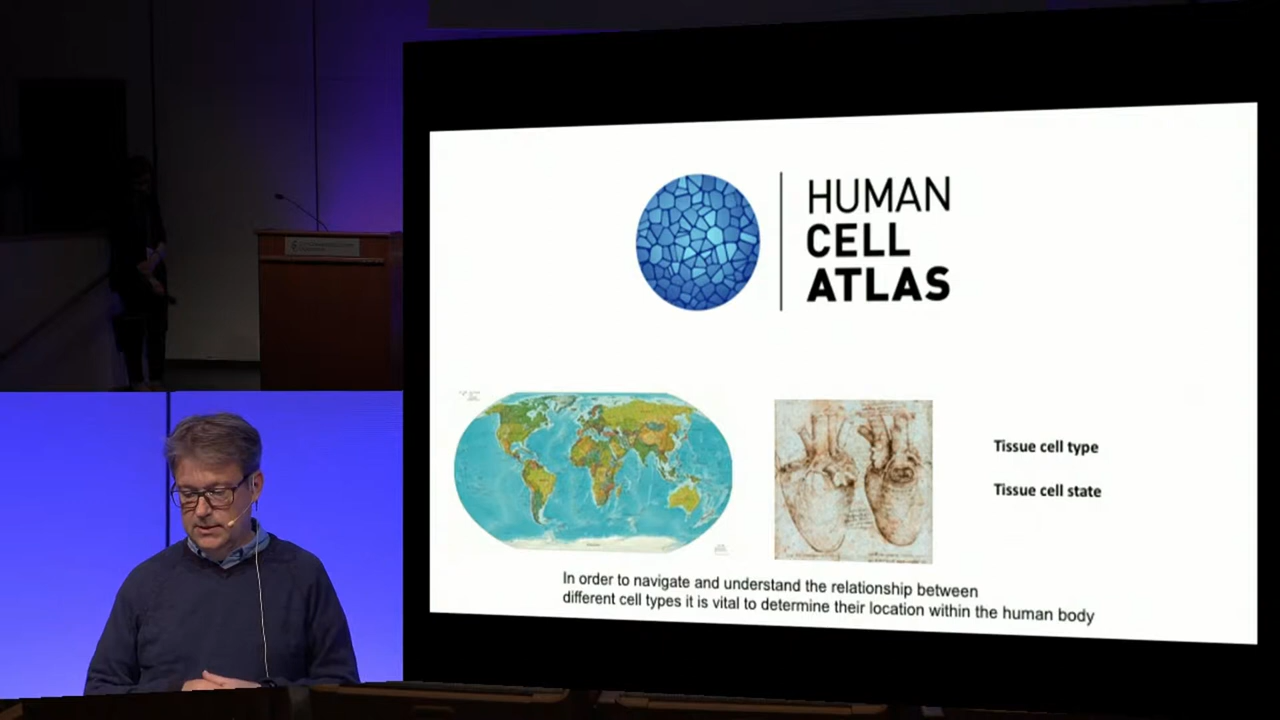 HUMAN
CELL
ATLAS
Tissue cell type
Tissue cell state
In order to navigate and understand the relationship between
different cell types it is vital to determine their location within the human body